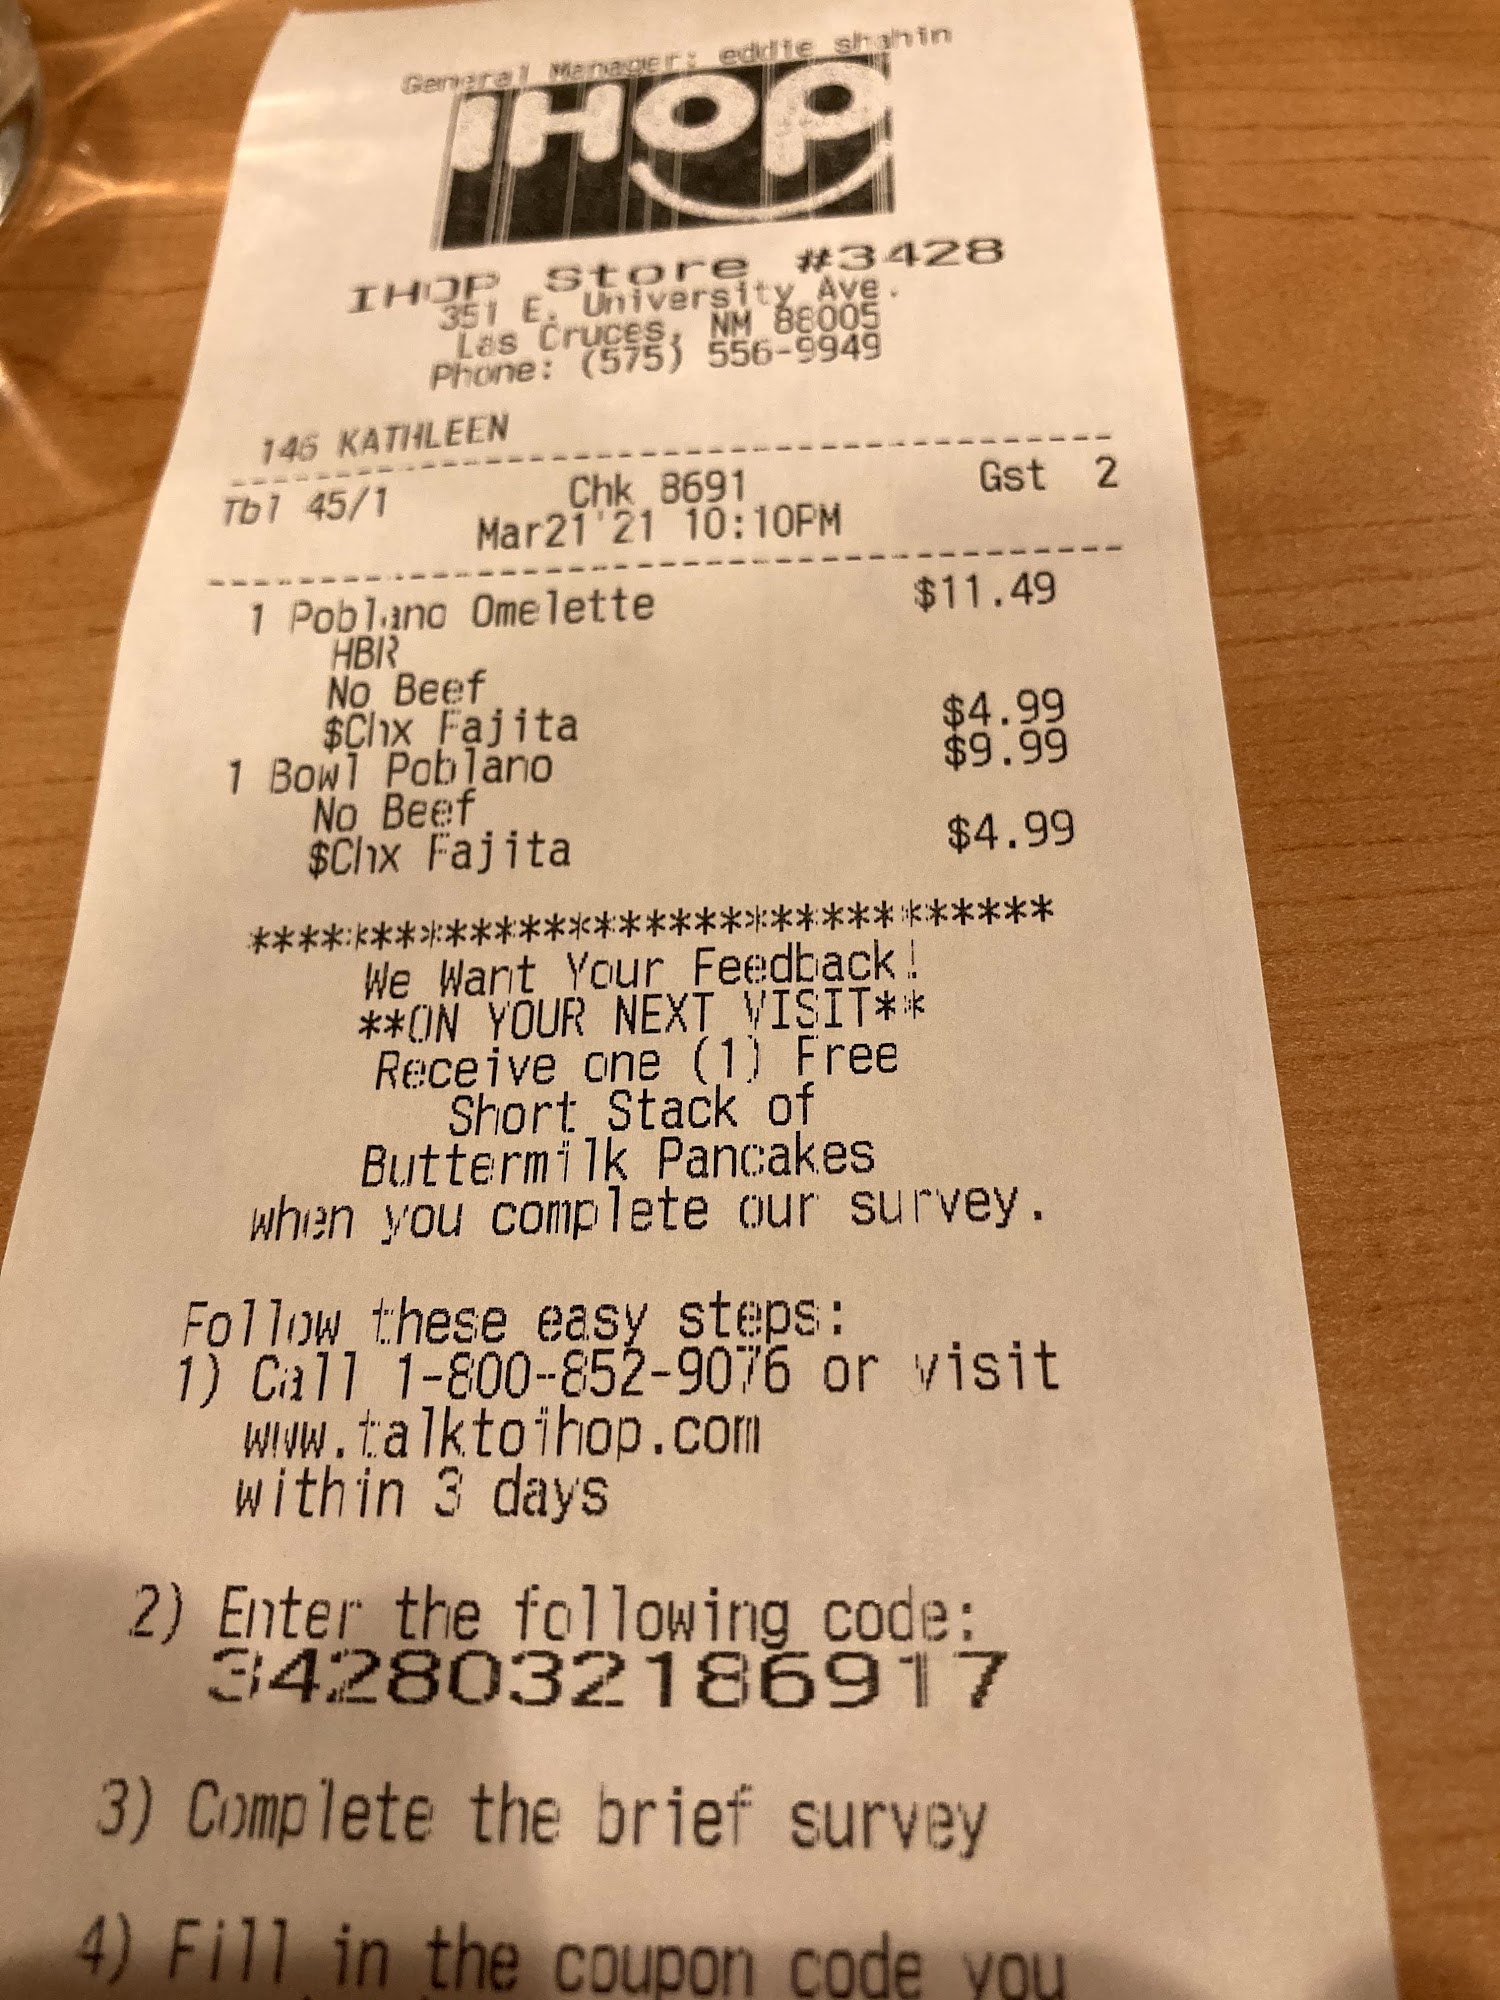 General Manager: eddie shahin
IHOP
IHOP Store #3428
351 E. University Ave.
Las Cruces, NM 88005
Phone: (575) 556-9949
146 KATHLEEN
Tbl 45/1 Chk 8691 Gst 2
Mar21'21 10:10PM
1 Poblano Omelette $11.49
HBR
No Beef
$Chx Fajita $4.99
1 Bowl Poblano $9.99
No Beef
$Chx Fajita $4.99
********************************
We Want Your Feedback!
**ON YOUR NEXT VISIT**
Receive one (1) Free
Short Stack of
Buttermilk Pancakes
when you complete our survey.
Follow these easy steps:
1) Call 1-800-852-9076 or visit
www.talktoihop.com
within 3 days
2) Enter the following code:
3428032186917
3) Complete the brief survey
4) Fill in the coupon code you